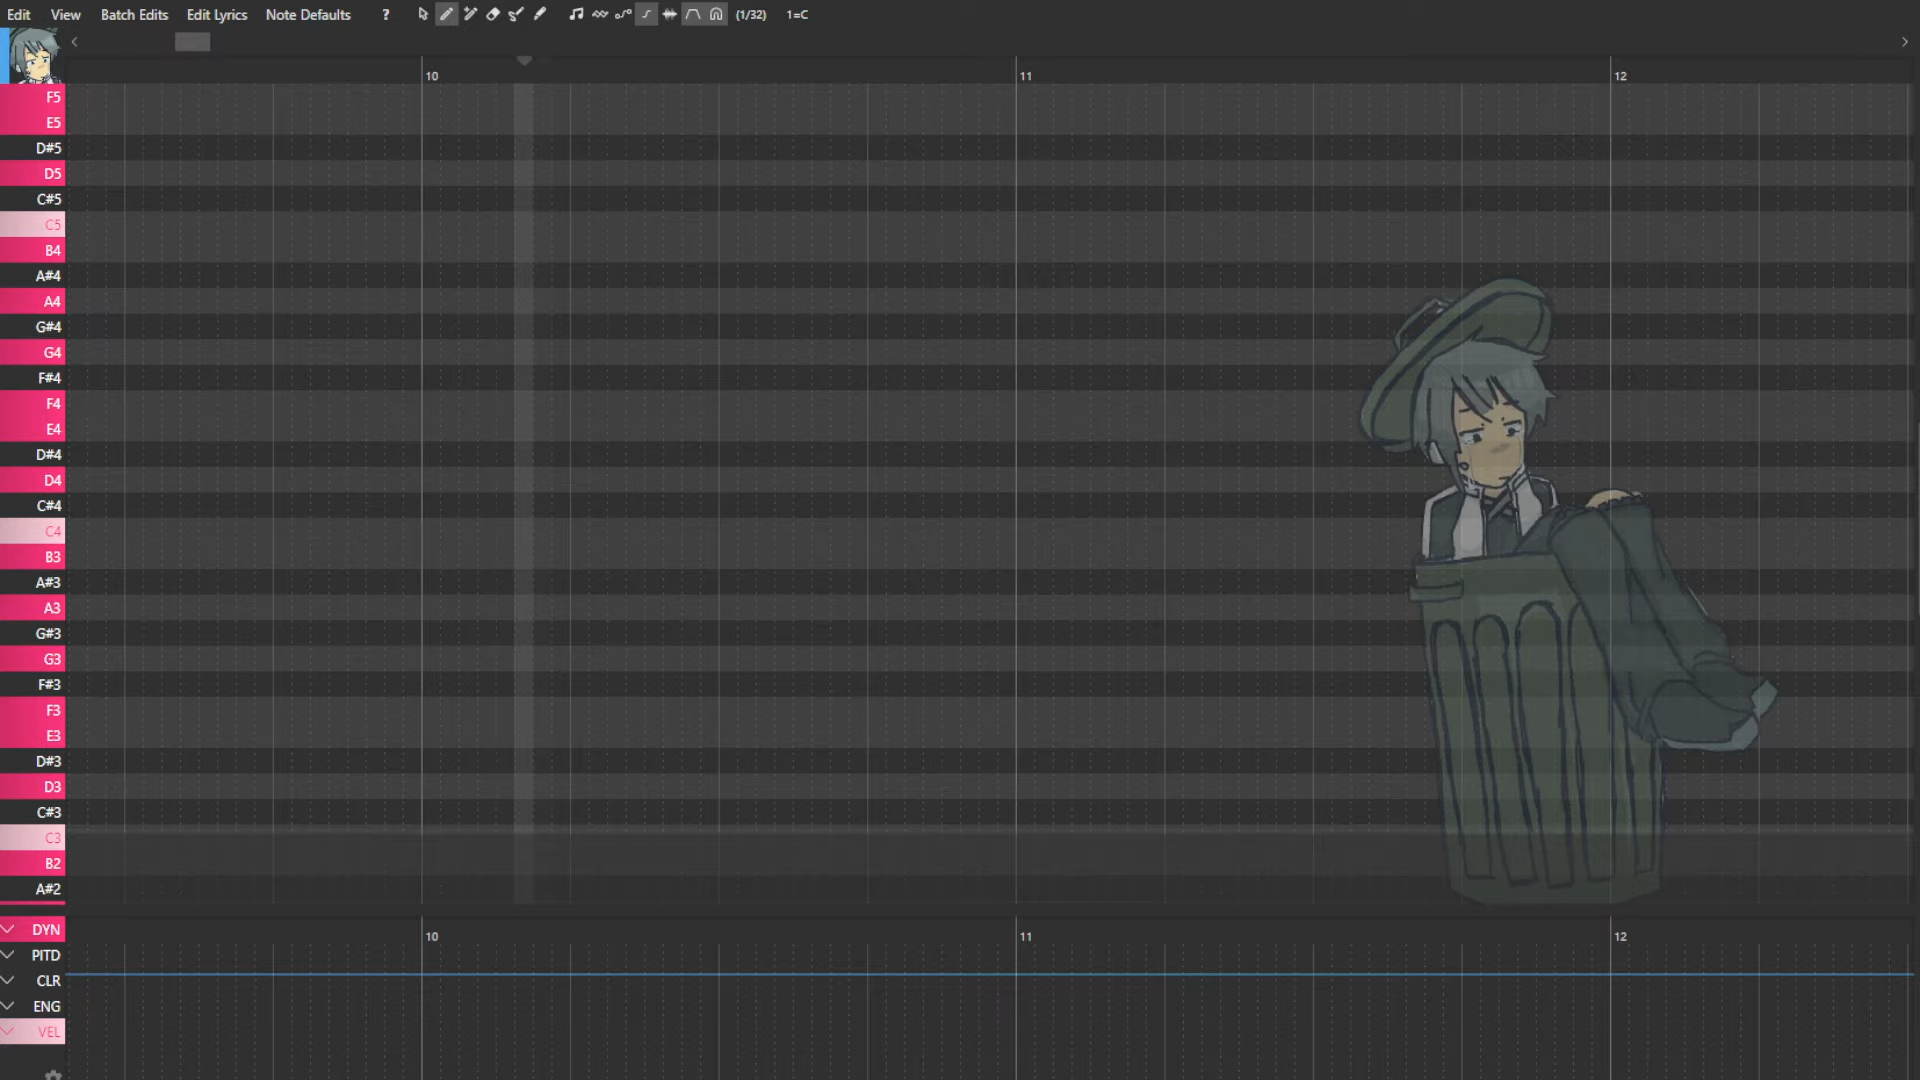 Edit View Batch Edits Edit Lyrics Note Defaults ? (1/32) 1=C
10 11 12
F5
E5
D#5
D5
C#5
C5
B4
A#4
A4
G#4
G4
F#4
F4
E4
D#4
D4
C#4
C4
B3
A#3
A3
G#3
G3
F#3
F3
E3
D#3
D3
C#3
C3
B2
A#2
DYN 10 11 12
PITD
CLR
ENG
VEL